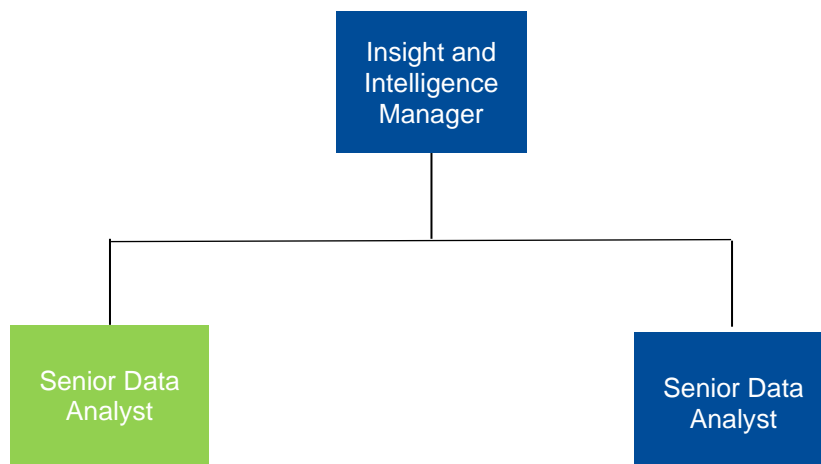 Insight and
Intelligence
Manager
Senior Data
Analyst
Senior Data
Analyst